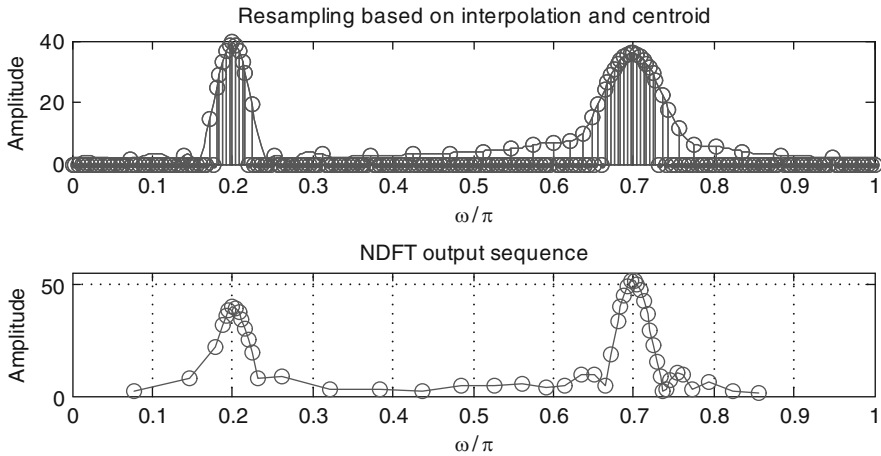 Resampling based on interpolation and centroid
Amplitude
40
20
0
0 0.1 0.2 0.3 0.4 0.5 0.6 0.7 0.8 0.9 1
ω/π
NDFT output sequence
Amplitude
50
0
0 0.1 0.2 0.3 0.4 0.5 0.6 0.7 0.8 0.9 1
ω/π